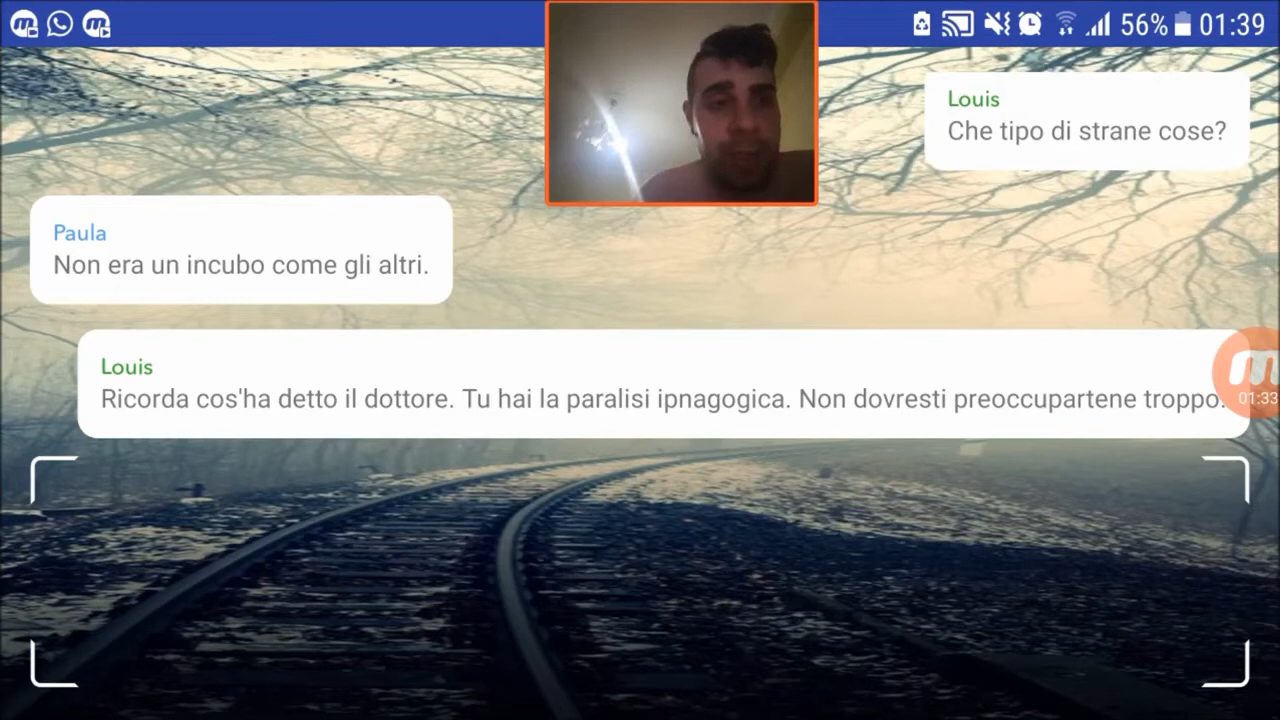 56% 01:39
Louis
Che tipo di strane cose?
Paula
Non era un incubo come gli altri.
Louis
Ricorda cos'ha detto il dottore. Tu hai la paralisi ipnagogica. Non dovresti preoccupartene troppo.
01:33